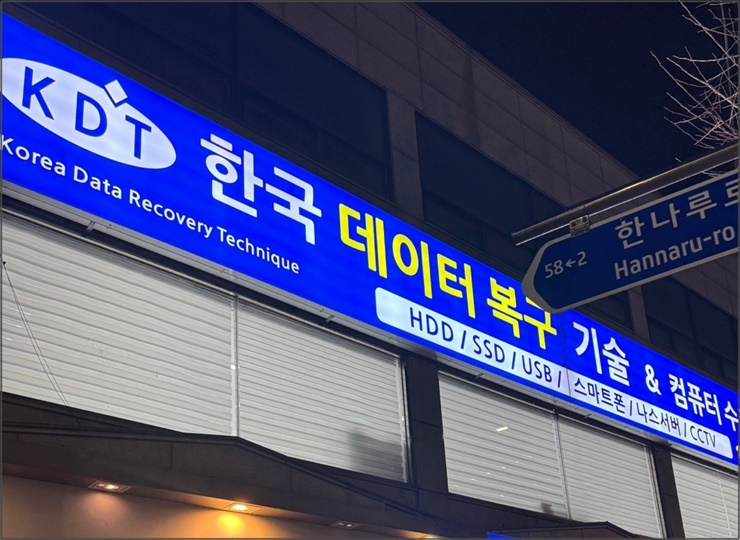 KDT
Korea Data Recovery Technique
한국 데이터 복구 기술 & 컴퓨터 수
HDD / SSD / USB / 스마트폰 / 나스서버 / CCTV
한나루로
58←2
Hannaru-ro